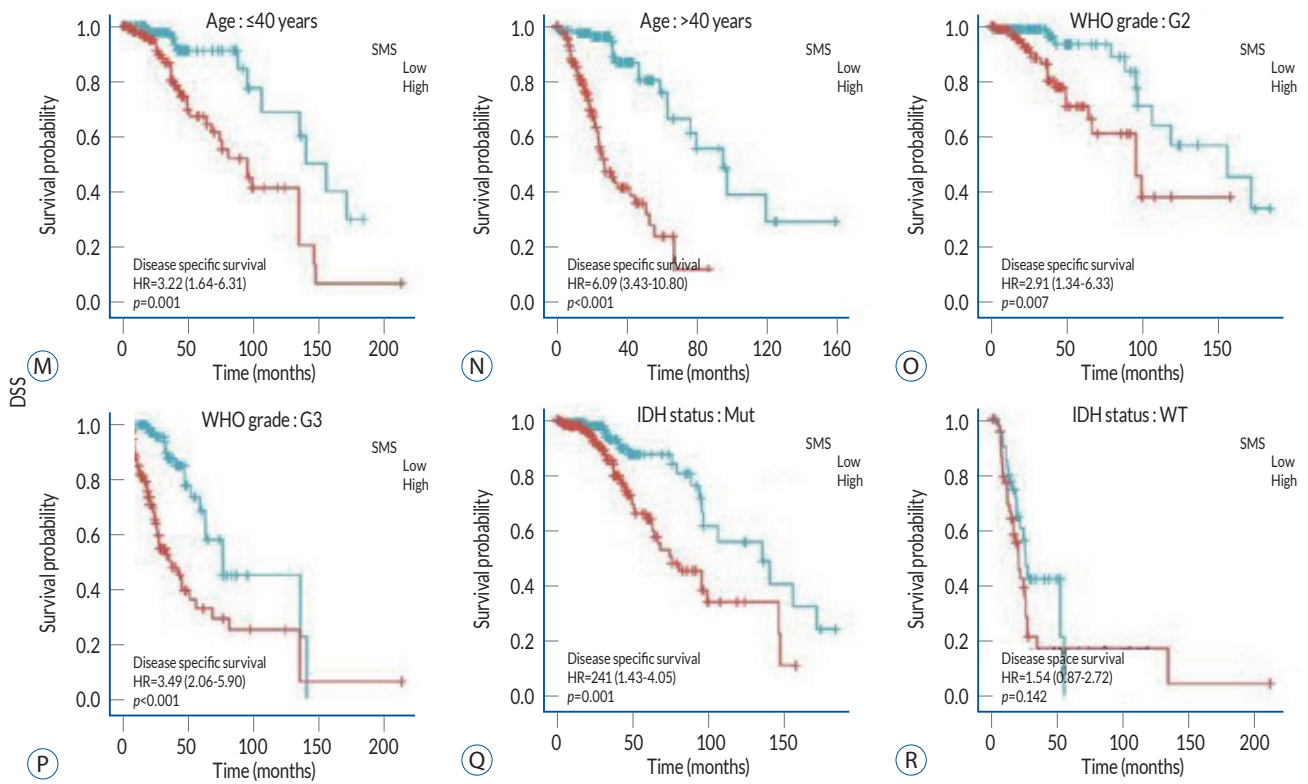 DSS
Age : ≤40 years
1.0
0.8
0.6
0.4
0.2
0.0
Survival probability
SMS
Low
High
Disease specific survival
HR=3.22 (1.64-6.31)
p=0.001
0 50 100 150 200
Time (months)
M
Age : >40 years
1.0
0.8
0.6
0.4
0.2
0.0
Survival probability
SMS
Low
High
Disease specific survival
HR=6.09 (3.43-10.80)
p<0.001
0 40 80 120 160
Time (months)
N
WHO grade : G2
1.0
0.8
0.6
0.4
0.2
0.0
Survival probability
SMS
Low
High
Disease specific survival
HR=2.91 (1.34-6.33)
p=0.007
0 50 100 150
Time (months)
O
WHO grade : G3
1.0
0.8
0.6
0.4
0.2
0.0
Survival probability
SMS
Low
High
Disease specific survival
HR=3.49 (2.06-5.90)
p<0.001
0 50 100 150 200
Time (months)
P
IDH status : Mut
1.0
0.8
0.6
0.4
0.2
0.0
Survival probability
SMS
Low
High
Disease specific survival
HR=241 (1.43-4.05)
p=0.001
0 50 100 150
Time (months)
Q
IDH status : WT
1.0
0.8
0.6
0.4
0.2
0.0
Survival probability
SMS
Low
High
Disease space survival
HR=1.54 (0.87-2.72)
p=0.142
0 50 100 150 200
Time (months)
R